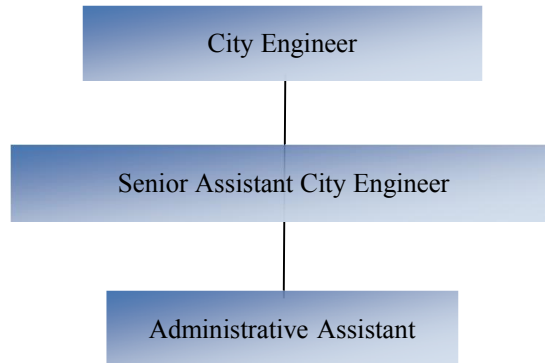 City Engineer
Senior Assistant City Engineer
Administrative Assistant